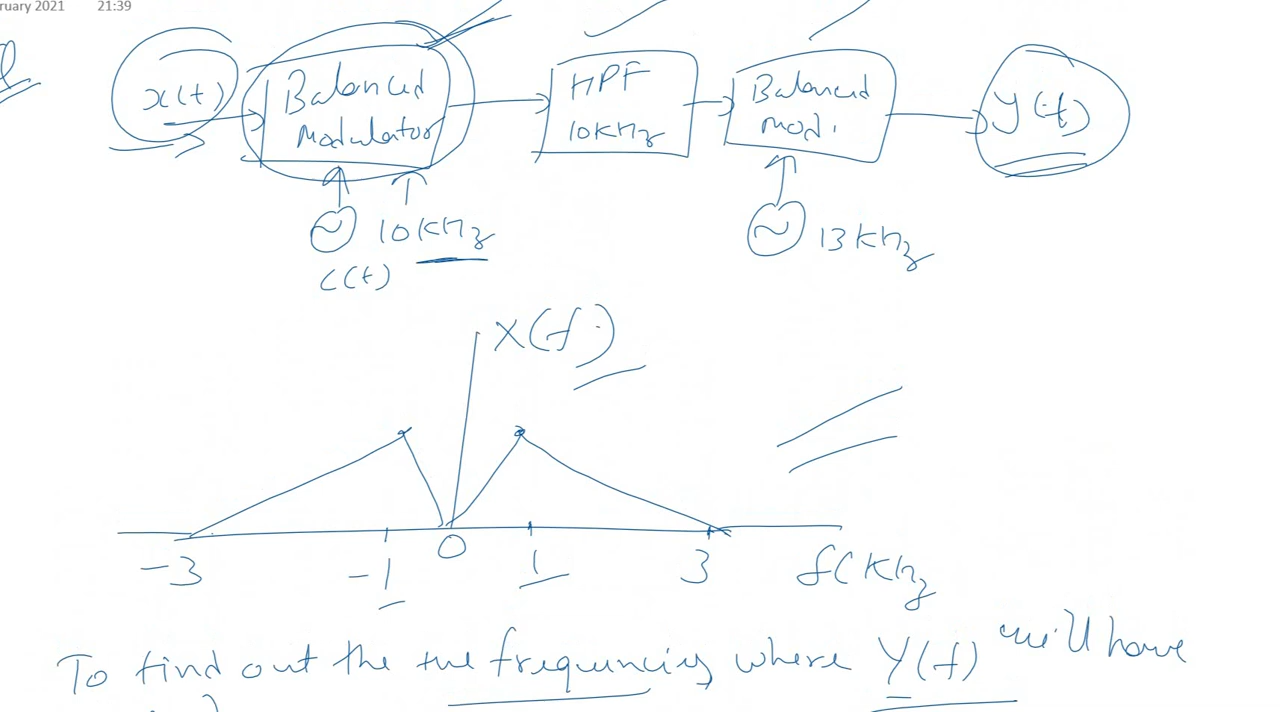 ruary 2021 21:39
x(t) Balanced Modulator HPF 10KHz Balanced mod. Y(t)
10KHz 13KHz
c(t)
X(f)
-3 -1 0 1 3 f(KHz
To find out the +ve frequencies where Y(f) will have